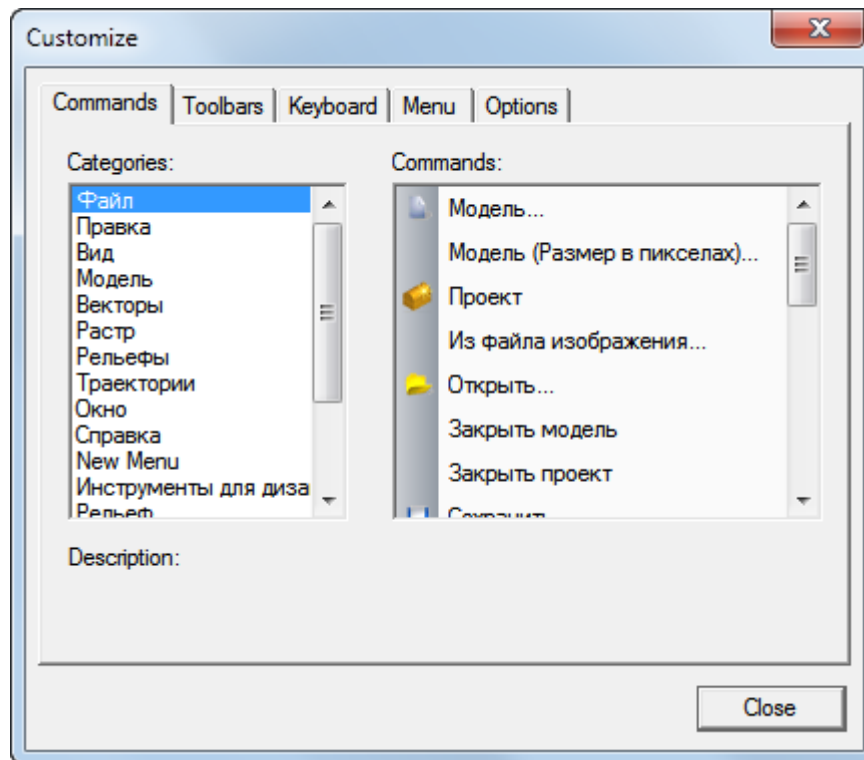 Customize
Commands Toolbars Keyboard Menu Options
Categories:
Файл
Правка
Вид
Модель
Векторы
Растр
Рельефы
Траектории
Окно
Справка
New Menu
Инструменты для диза
Рельеф
Commands:
Модель...
Модель (Размер в пикселах)...
Проект
Из файла изображения...
Открыть...
Закрыть модель
Закрыть проект
Сохранить
Description:
Close